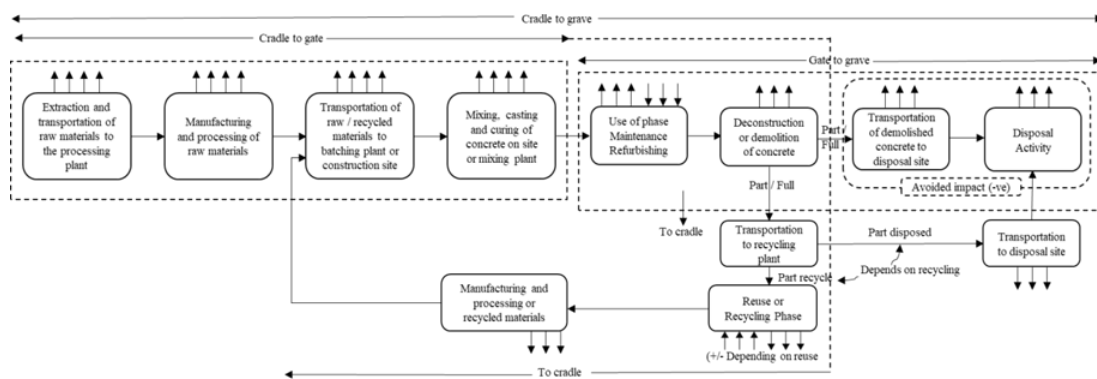 Cradle to grave
Cradle to gate
Gate to grave
Extraction and
transportation of
raw materials to
the processing
plant
Manufacturing
and processing of
raw materials
Transportation of
raw / recycled
materials to
batching plant or
construction site
Mixing, casting
and curing of
concrete on site
or mixing plant
Use of phase
Maintenance
Refurbishing
Deconstruction
or demolition
of concrete
Part /
Full
Transportation
of demolished
concrete to
disposal site
Disposal
Activity
Avoided impact (-ve)
Part / Full
To cradle
Transportation
to recycling
plant
Part disposed
Transportation
to disposal site
Depends on recycling
Part recycle
Manufacturing and
processing or
recycled materials
Reuse or
Recycling Phase
(+/- Depending on reuse
To cradle